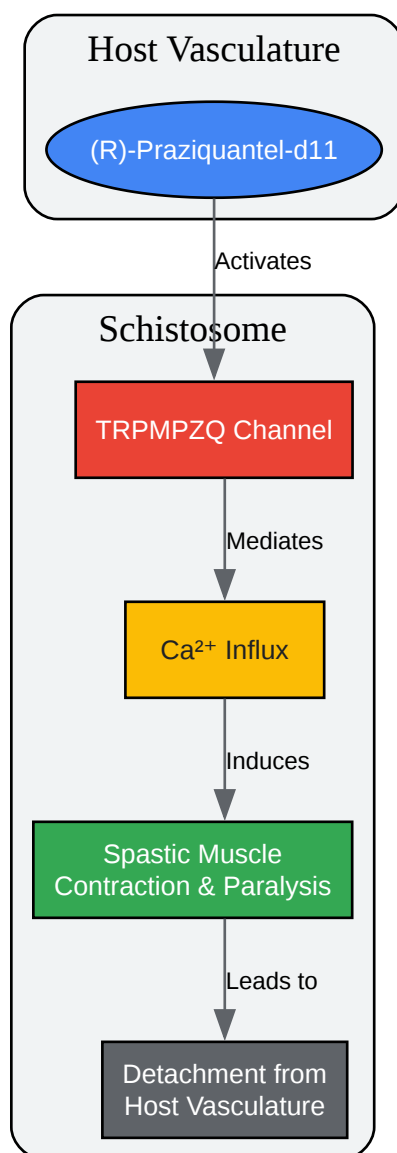 Host Vasculature
(R)-Praziquantel-d11
Activates
Schistosome
TRPMPZQ Channel
Mediates
Ca²⁺ Influx
Induces
Spastic Muscle
Contraction & Paralysis
Leads to
Detachment from
Host Vasculature